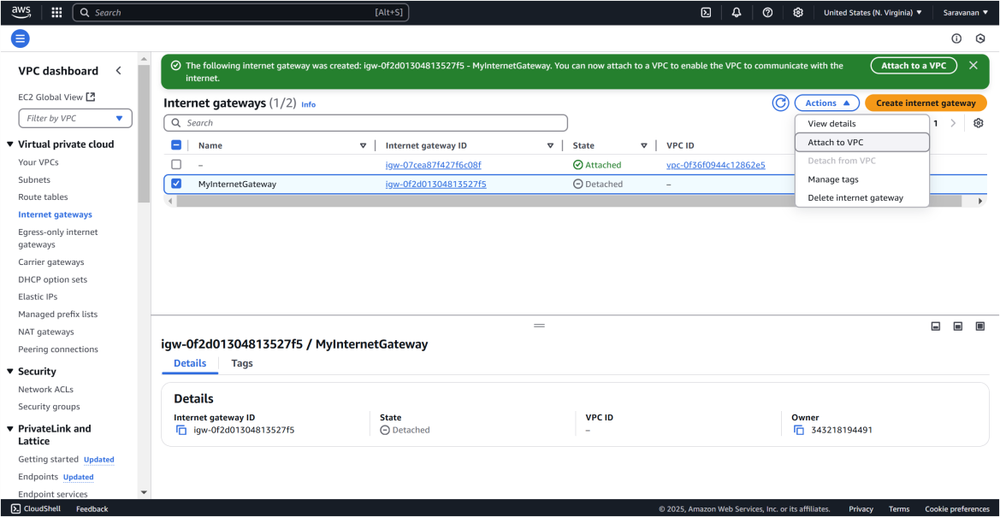 aws
Search [Alt+S]
United States (N. Virginia) Saravanan
VPC dashboard
EC2 Global View
Filter by VPC
Virtual private cloud
Your VPCs
Subnets
Route tables
Internet gateways
Egress-only internet
gateways
Carrier gateways
DHCP option sets
Elastic IPs
Managed prefix lists
NAT gateways
Peering connections
Security
Network ACLs
Security groups
PrivateLink and
Lattice
Getting started Updated
Endpoints Updated
Endpoint services
The following internet gateway was created: igw-0f2d01304813527f5 - MyInternetGateway. You can now attach to a VPC to enable the VPC to communicate with the
internet.
Attach to a VPC
Internet gateways (1/2) Info
Actions
Create internet gateway
Search
1
View details
Attach to VPC
Detach from VPC
Manage tags
Delete internet gateway
Name Internet gateway ID State VPC ID
– igw-07cea87f427f6c08f Attached vpc-0f36f0944c12862e5
MyInternetGateway igw-0f2d01304813527f5 Detached –
igw-0f2d01304813527f5 / MyInternetGateway
Details Tags
Details
Internet gateway ID State VPC ID Owner
igw-0f2d01304813527f5 Detached – 343218194491
CloudShell Feedback © 2025, Amazon Web Services, Inc. or its affiliates. Privacy Terms Cookie preferences